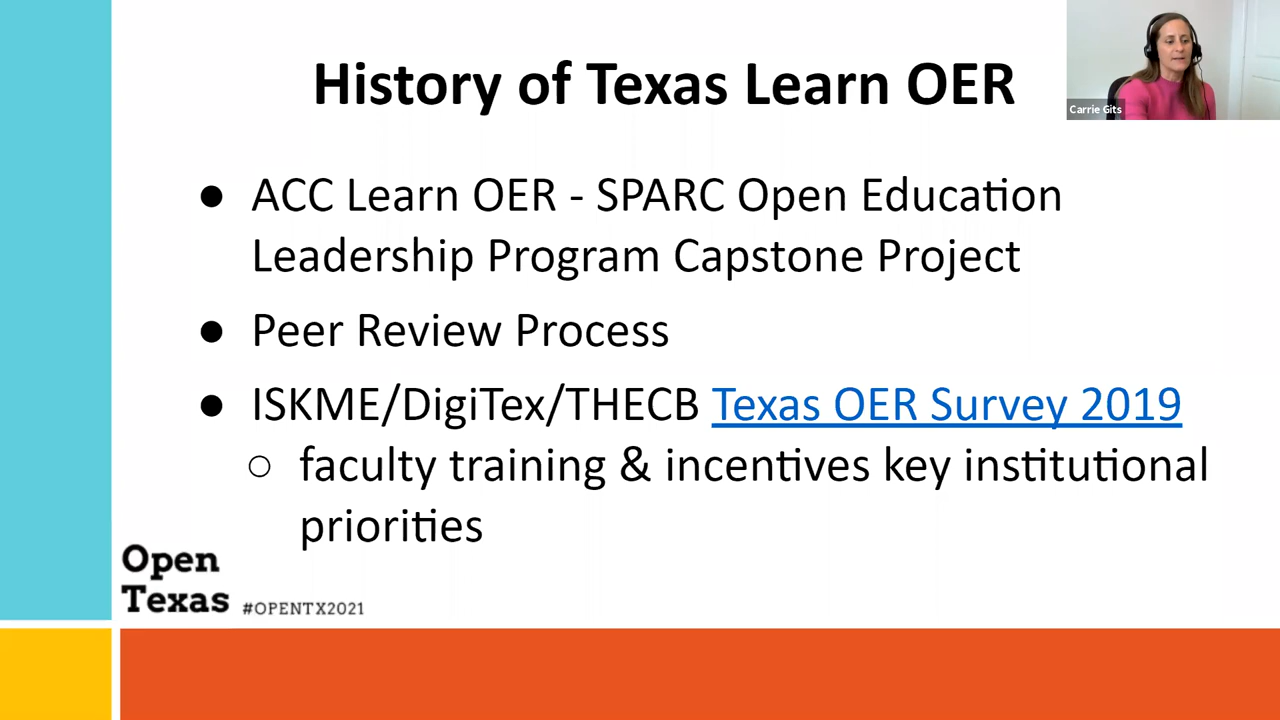 History of Texas Learn OER
Carrie Gits
● ACC Learn OER - SPARC Open Education
Leadership Program Capstone Project
● Peer Review Process
● ISKME/DigiTex/THECB Texas OER Survey 2019
○ faculty training & incentives key institutional
priorities
Open
Texas #OPENTX2021